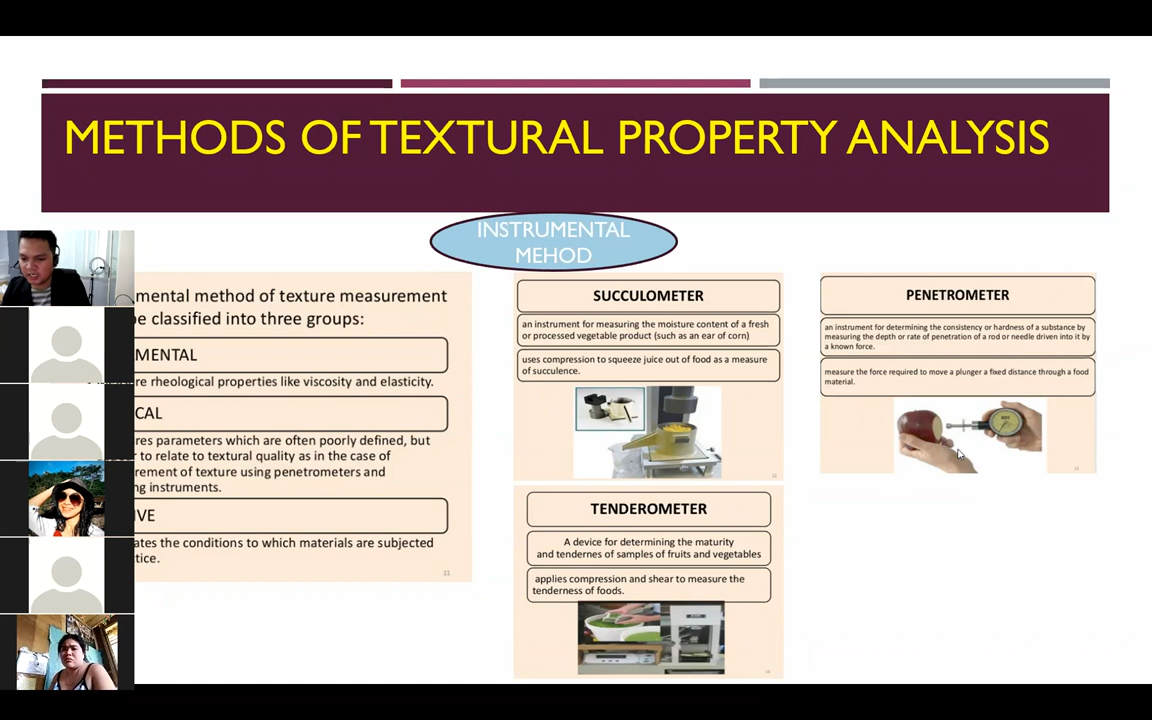 METHODS OF TEXTURAL PROPERTY ANALYSIS
INSTRUMENTAL
MEHOD
mental method of texture measurement
be classified into three groups:
MENTAL
rheological properties like viscosity and elasticity.
CAL
res parameters which are often poorly defined, but
to relate to textural quality as in the case of
rement of texture using penetrometers and
ng instruments.
IVE
ates the conditions to which materials are subjected
tice.
11
SUCCULOMETER
an instrument for measuring the moisture content of a fresh
or processed vegetable product (such as an ear of corn)
uses compression to squeeze juice out of food as a measure
of succulence.
TENDEROMETER
A device for determining the maturity
and tendernes of samples of fruits and vegetables
applies compression and shear to measure the
tenderness of foods.
PENETROMETER
an instrument for determining the consistency or hardness of a substance by
measuring the depth or rate of penetration of a rod or needle driven into it by
a known force.
measure the force required to move a plunger a fixed distance through a food
material.